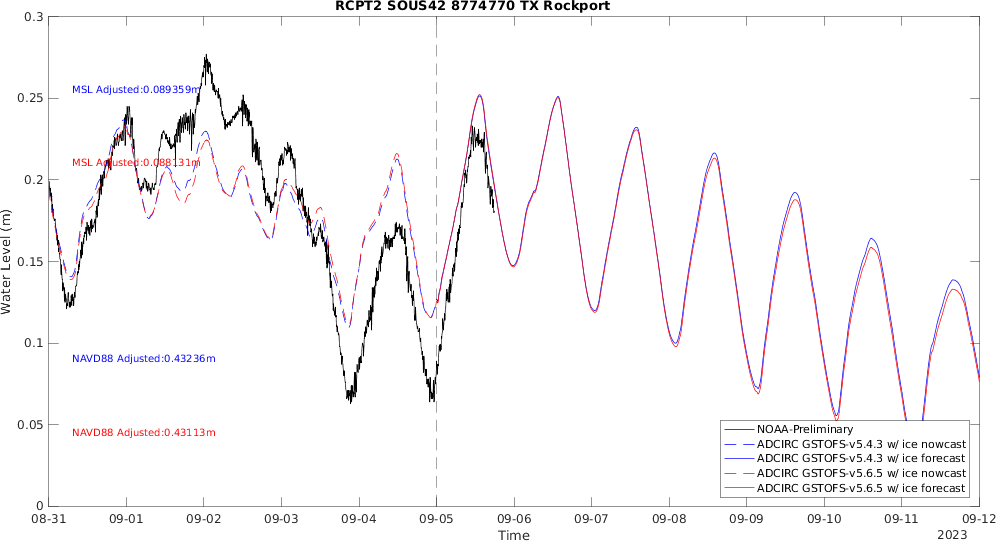 RCPT2 SOUS42 8774770 TX Rockport
0.3
0.25
0.2
0.15
0.1
0.05
0
Water Level (m)
MSL Adjusted:0.089359m
MSL Adjusted:0.088131m
NAVD88 Adjusted:0.43236m
NAVD88 Adjusted:0.43113m
NOAA-Preliminary
ADCIRC GSTOFS-v5.4.3 w/ ice nowcast
ADCIRC GSTOFS-v5.4.3 w/ ice forecast
ADCIRC GSTOFS-v5.6.5 w/ ice nowcast
ADCIRC GSTOFS-v5.6.5 w/ ice forecast
08-31 09-01 09-02 09-03 09-04 09-05 09-06 09-07 09-08 09-09 09-10 09-11 09-12
Time
2023